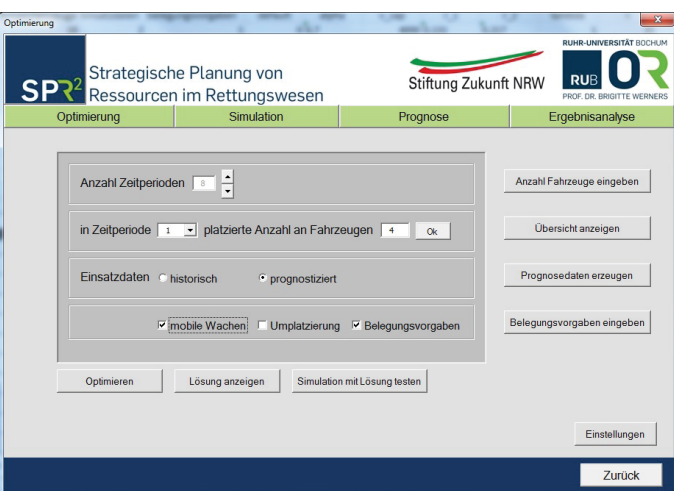 Optimierung
RUHR-UNIVERSITÄT BOCHUM
SPR²
Strategische Planung von
Ressourcen im Rettungswesen
Stiftung Zukunft NRW
RUB
OR
PROF. DR. BRIGITTE WERNERS
Optimierung Simulation Prognose Ergebnisanalyse
Anzahl Zeitperioden 8
Anzahl Fahrzeuge eingeben
in Zeitperiode 1 platzierte Anzahl an Fahrzeugen 4 Ok
Übersicht anzeigen
Einsatzdaten historisch prognostiziert
Prognosedaten erzeugen
mobile Wachen Umplatzierung Belegungsvorgaben
Belegungsvorgaben eingeben
Optimieren Lösung anzeigen Simulation mit Lösung testen
Einstellungen
Zurück